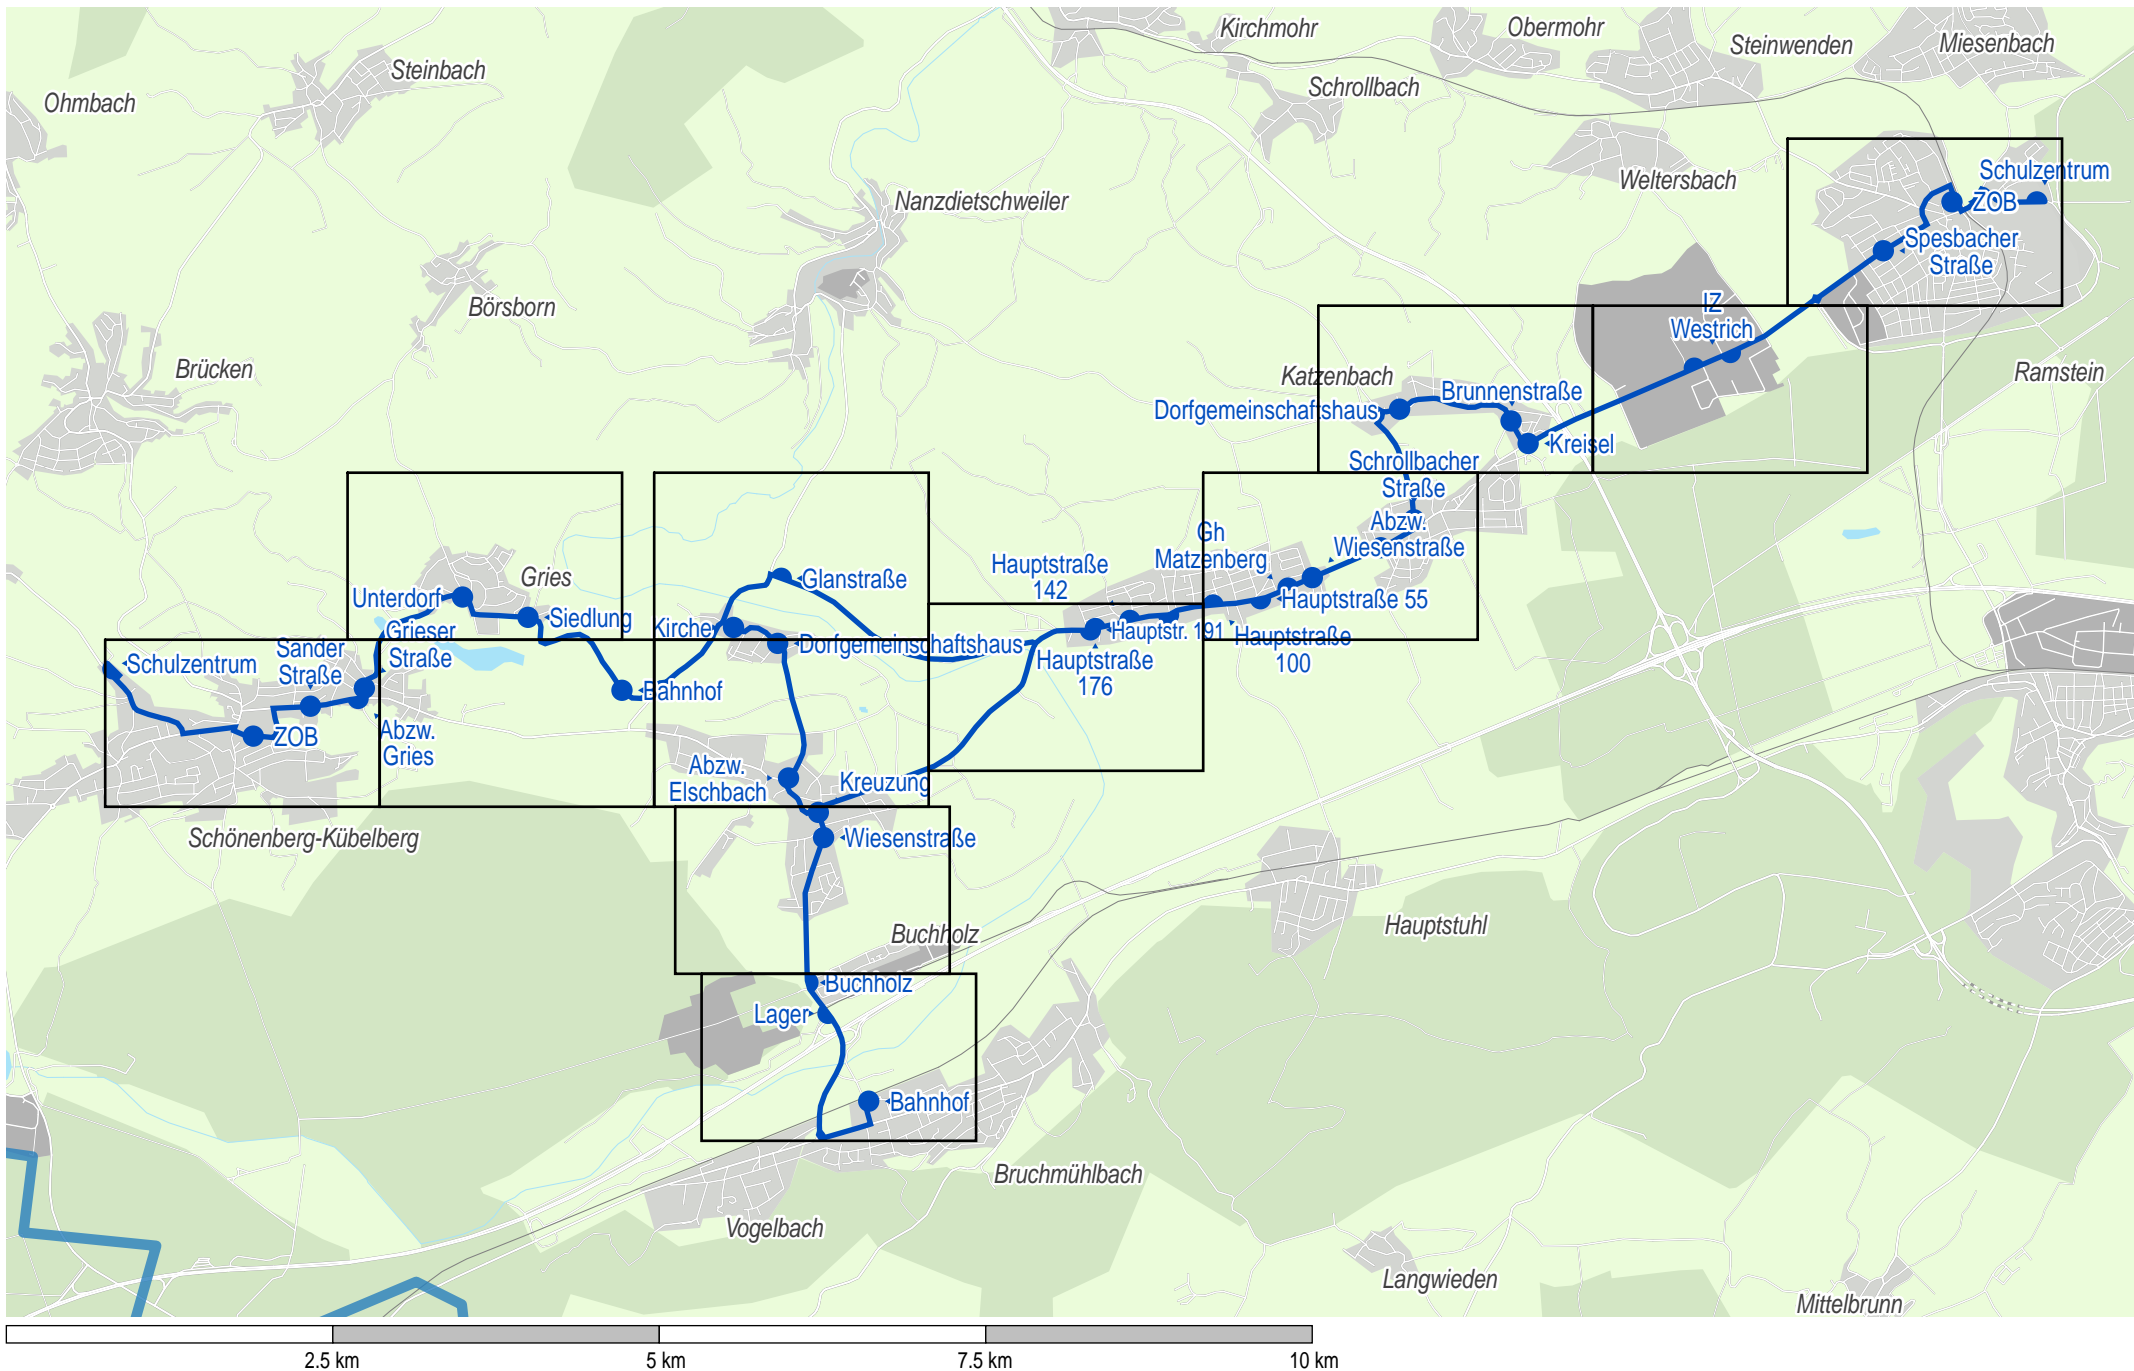 Kirchmohr
Obermohr
Steinwenden
Miesenbach
Steinbach
Ohmbach
Schrollbach
Schulzentrum
Weltersbach
Nanzdietschweiler
ZOB
Spesbacher
Straße
Börsborn
IZ
Westrich
Brücken
Katzenbach
Ramstein
Brunnenstraße
Dorfgemeinschaftshaus
Kreisel
Schrollbacher
Straße
Abzw.
Wiesenstraße
Gh
Matzenberg
Hauptstraße
142
Gries
Glanstraße
Unterdorf
Siedlung
Hauptstraße 55
Kirche
Grieser
Straße
Hauptstr. 191
Hauptstraße
100
Sander
Straße
Dorfgemeinschaftshaus
Schulzentrum
Hauptstraße
176
Bahnhof
ZOB
Abzw.
Gries
Abzw.
Elschbach
Kreuzung
Schönenberg-Kübelberg
Wiesenstraße
Hauptstuhl
Buchholz
Buchholz
Lager
Bahnhof
Bruchmühlbach
Vogelbach
Langwieden
Mittelbrunn
2.5 km
5 km
7.5 km
10 km